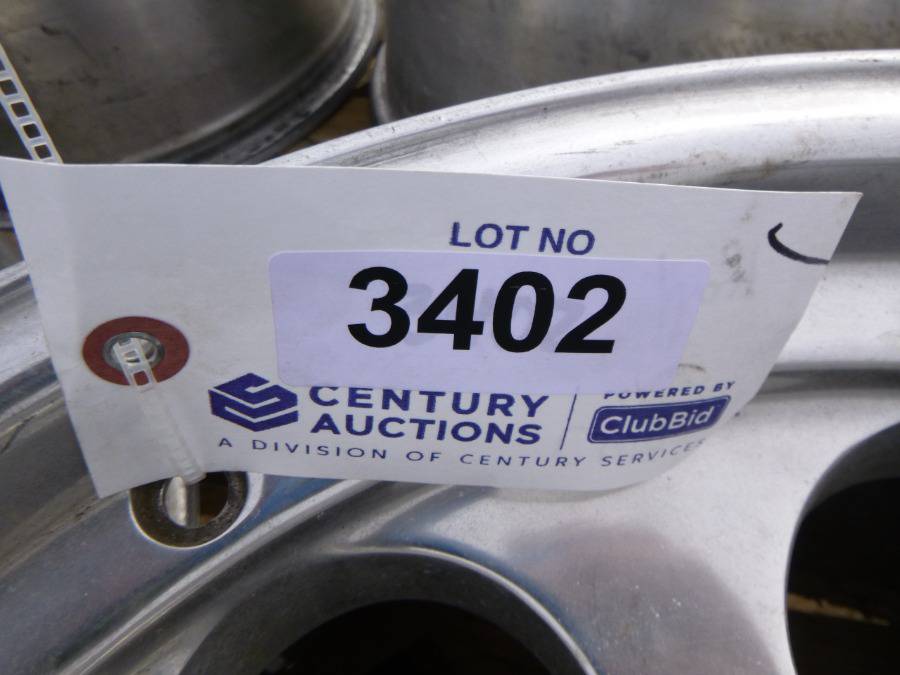 LOT NO
3402
CENTURY
AUCTIONS
POWERED BY
ClubBid
A DIVISION OF CENTURY SERVICES